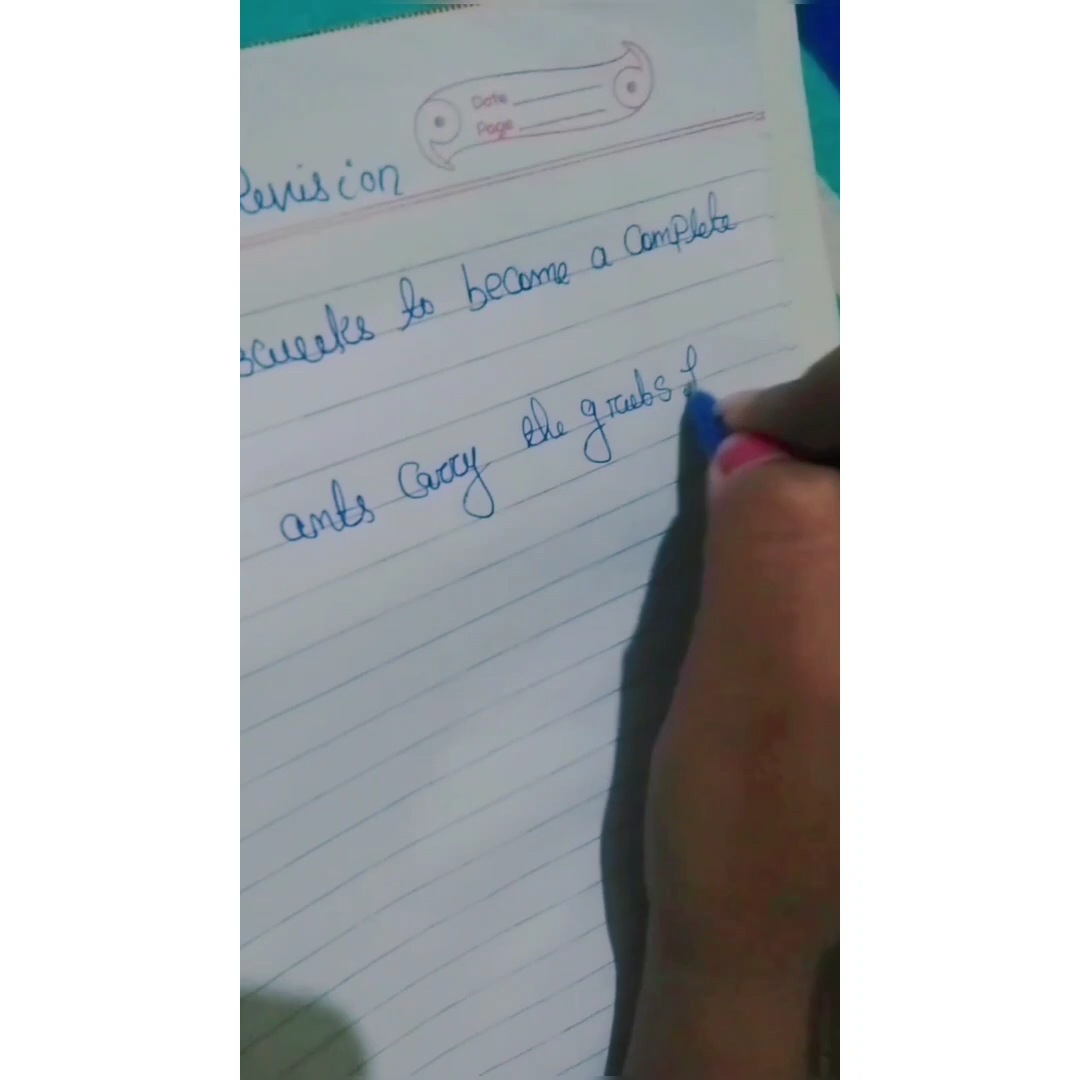 Date
Page
Revision
weeks to become a complete
ants carry the grubs f